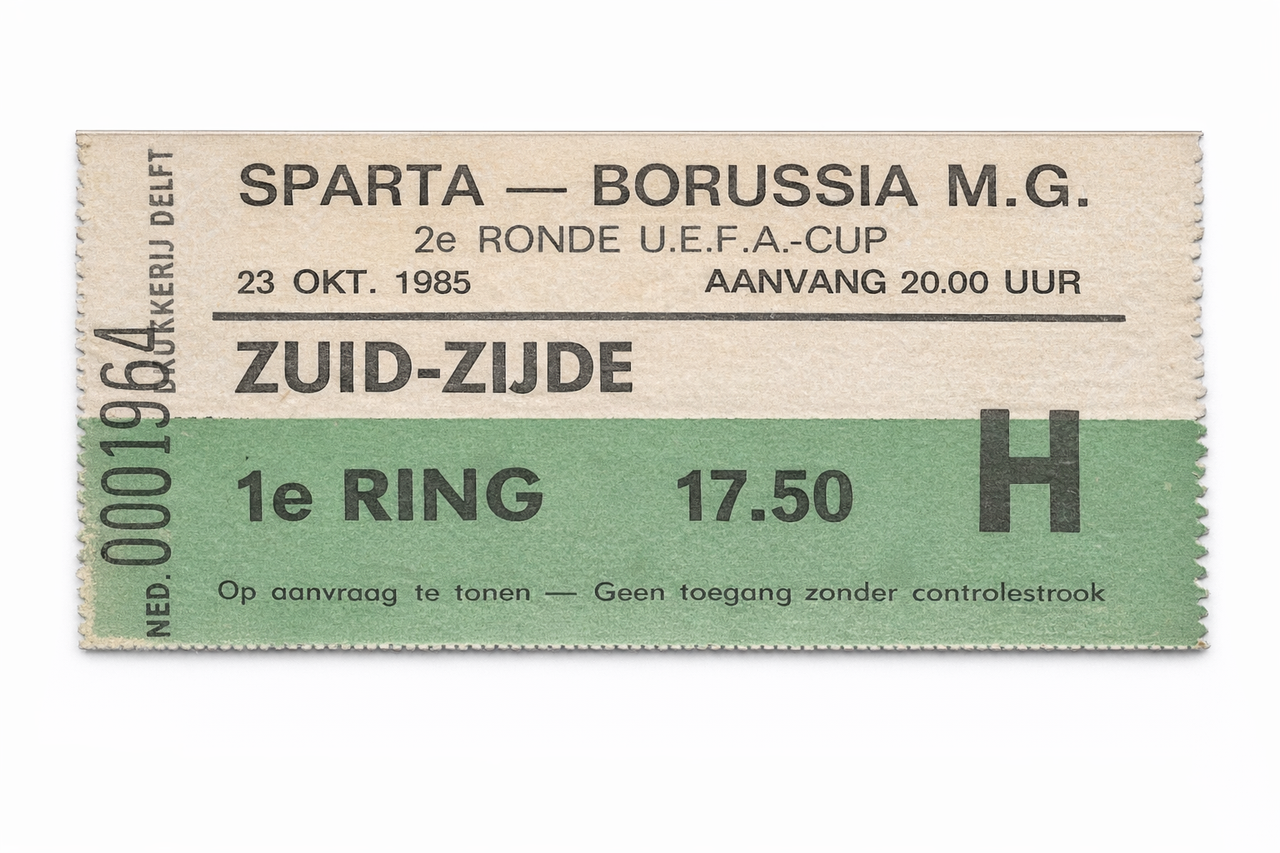 SPARTA — BORUSSIA M.G.
2e RONDE U.E.F.A.-CUP
23 OKT. 1985 AANVANG 20.00 UUR
ZUID-ZIJDE
H
1e RING 17.50
Op aanvraag te tonen — Geen toegang zonder controlestrook
NED. DRUKKERIJ DELFT
0001964